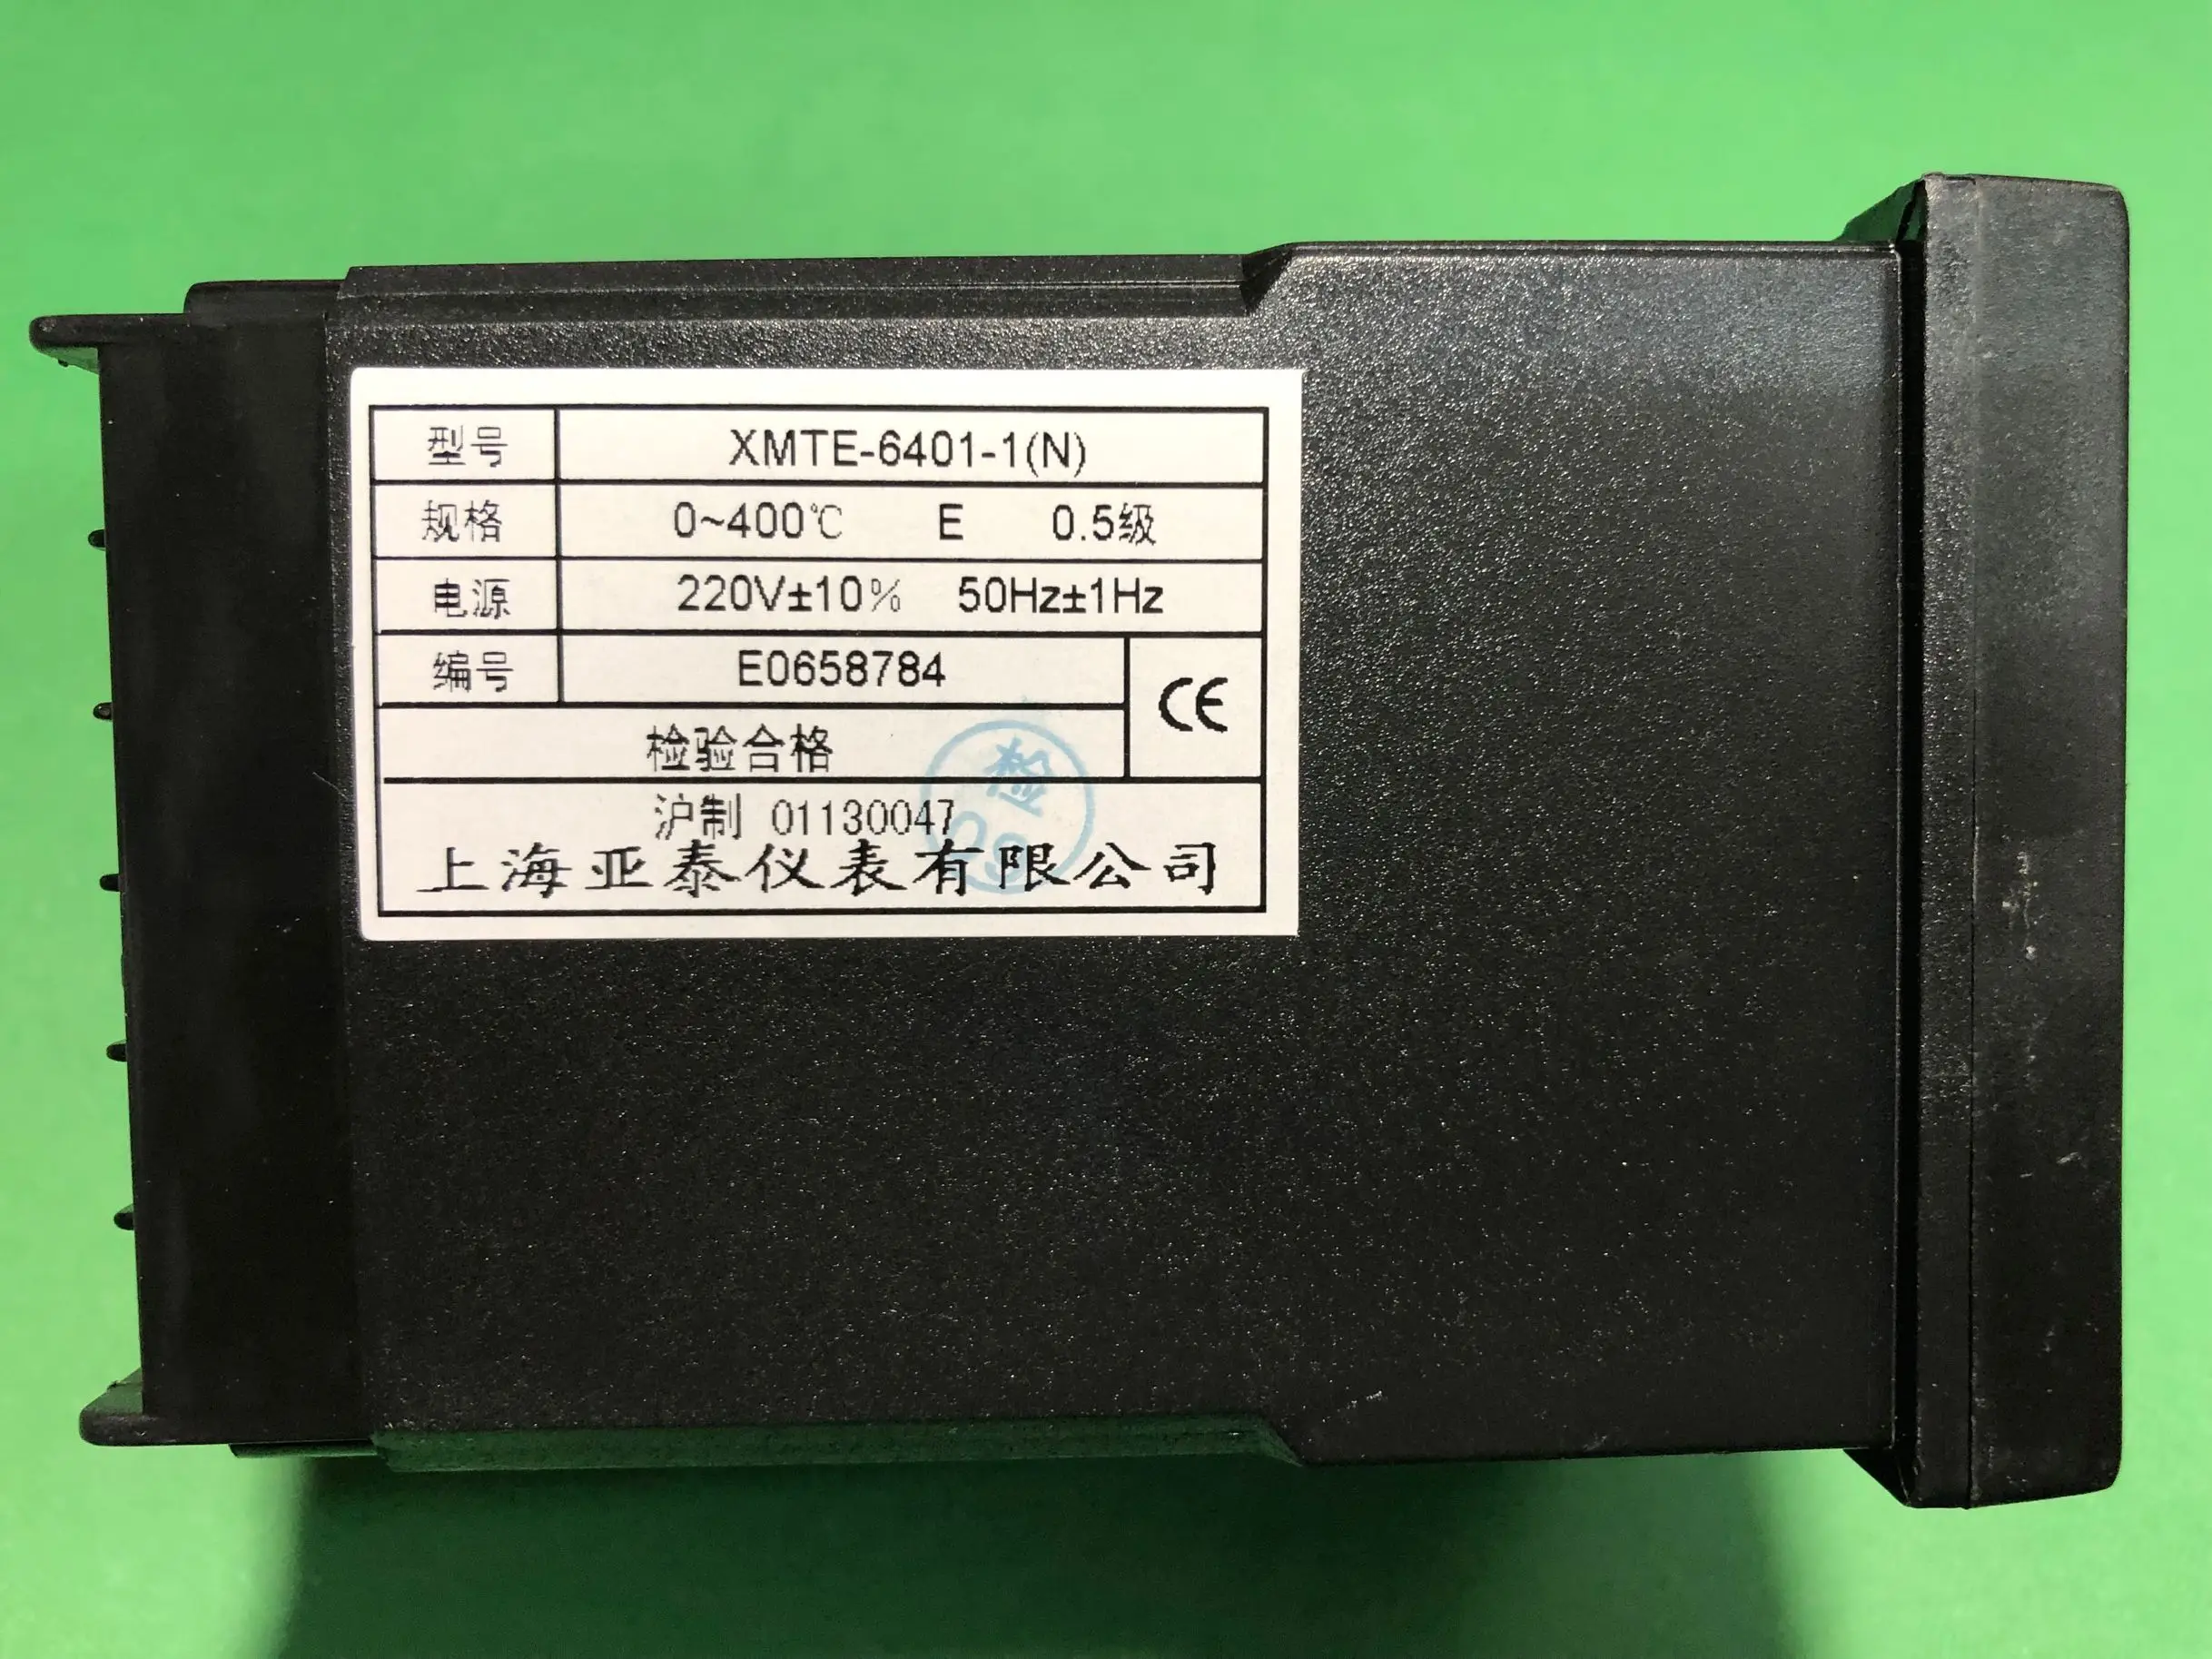 型号 XMTE-6401-1(N)
规格 0~400℃ E 0.5级
电源 220V±10% 50Hz±1Hz
编号 E0658784
CE
检验合格
检
沪制 01130047
上海亚泰仪表有限公司